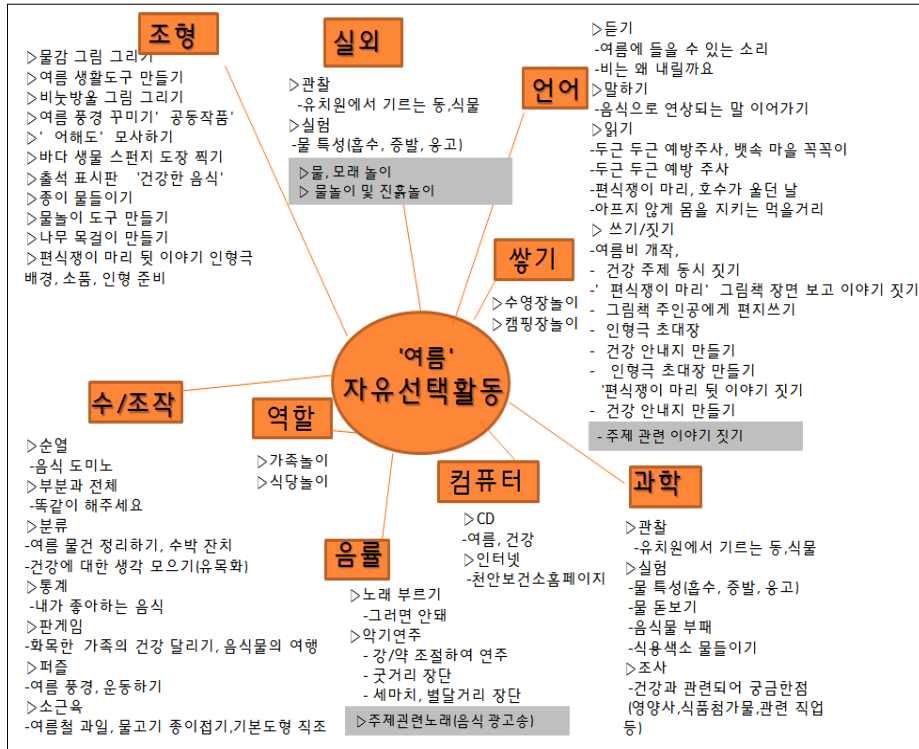 조형
▷물감 그림 그리기
▷여름 생활도구 만들기
▷비눗방울 그림 그리기
▷여름 풍경 꾸미기' 공동작품'
▷' 어해도' 모사하기
▷바다 생물 스펀지 도장 찍기
▷출석 표시판 '건강한 음식'
▷종이 물들이기
▷물놀이 도구 만들기
▷나무 목걸이 만들기
▷편식쟁이 마리 뒷 이야기 인형극
배경, 소품, 인형 준비
실외
▷관찰
-유치원에서 기르는 동,식물
▷실험
-물 특성(흡수, 증발, 응고)
▷물, 모래 놀이
▷ 물놀이 및 진흙놀이
언어
▷듣기
-여름에 들을 수 있는 소리
-비는 왜 내릴까요
▷말하기
-음식으로 연상되는 말 이어가기
▷읽기
-두근 두근 예방주사, 뱃속 마을 꼭꼭이
-두근 두근 예방 주사
-편식쟁이 마리, 호수가 울던 날
-아프지 않게 몸을 지키는 먹을거리
▷ 쓰기/짓기
-여름비 개작,
- 건강 주제 동시 짓기
-' 편식쟁이 마리' 그림책 장면 보고 이야기 짓기
- 그림책 주인공에게 편지쓰기
- 인형극 초대장
- 건강 안내지 만들기
- 인형극 초대장 만들기
'편식쟁이 마리 뒷 이야기 짓기
- 건강 안내지 만들기
- 주제 관련 이야기 짓기
쌓기
▷수영장놀이
▷캠핑장놀이
'여름'
자유선택활동
수/조작
▷순열
-음식 도미노
▷부분과 전체
-똑같이 해주세요
▷분류
-여름 물건 정리하기, 수박 잔치
-건강에 대한 생각 모으기(유목화)
▷통계
-내가 좋아하는 음식
▷판게임
-화목한 가족의 건강 달리기, 음식물의 여행
▷퍼즐
-여름 풍경, 운동하기
▷소근육
-여름철 과일, 물고기 종이접기,기본도형 직조
역할
▷가족놀이
▷식당놀이
음률
▷노래 부르기
-그러면 안돼
▷악기연주
- 강/약 조절하여 연주
- 굿거리 장단
- 세마치, 별달거리 장단
▷주제관련노래(음식 광고송)
컴퓨터
▷CD
-여름, 건강
▷인터넷
-천안보건소홈페이지
과학
▷관찰
-유치원에서 기르는 동,식물
▷실험
-물 특성(흡수, 증발, 응고)
-물 돋보기
-음식물 부패
-식용색소 물들이기
▷조사
-건강과 관련되어 궁금한점
(영양사,식품첨가물,관련 직업
등)